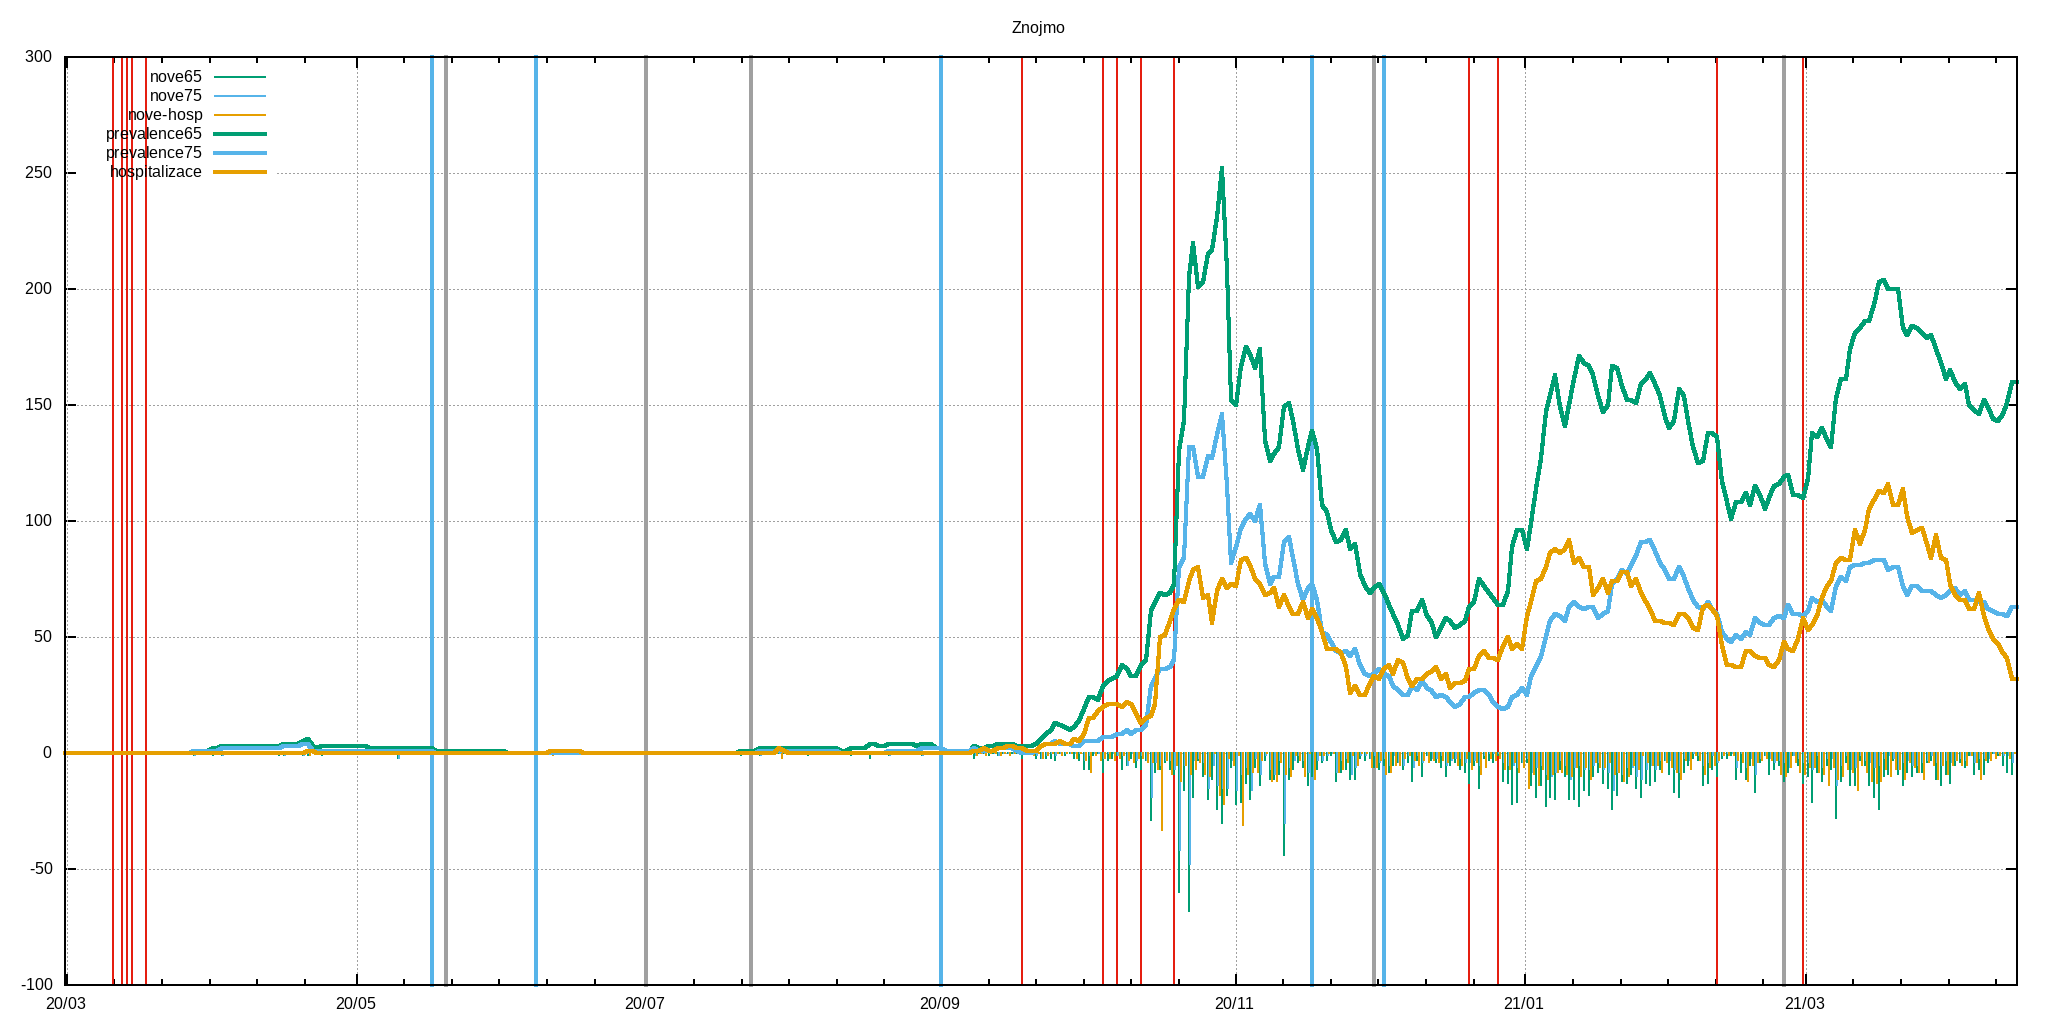 Znojmo
300
nove65
nove75
nove-hosp
prevalence65
prevalence75
hospitalizace
250
200
150
100
50
0
-50
-100
20/03 20/05 20/07 20/09 20/11 21/01 21/03